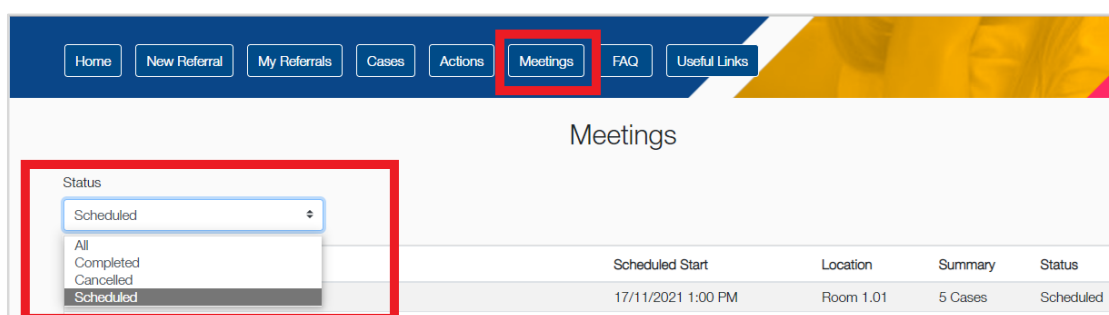 Home New Referral My Referrals Cases Actions Meetings FAQ Useful Links
Meetings
Status
Scheduled
All
Completed
Cancelled
Scheduled
Scheduled Start Location Summary Status
17/11/2021 1:00 PM Room 1.01 5 Cases Scheduled